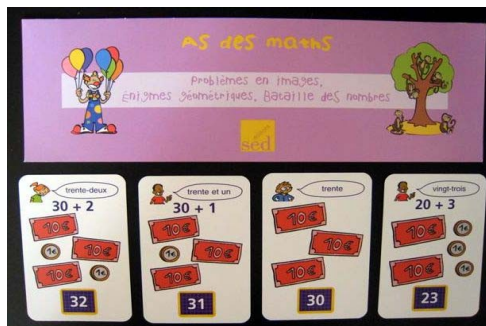 As des maths
Problèmes en images,
Énigmes géométriques, Bataille des nombres
séd
trente-deux
30 + 2
10€
10€
1€
10€
1€
32
trente et un
30 + 1
10€
10€
1€
10€
31
trente
10€
10€
10€
30
vingt-trois
20 + 3
10€
1€
1€
10€
1€
23